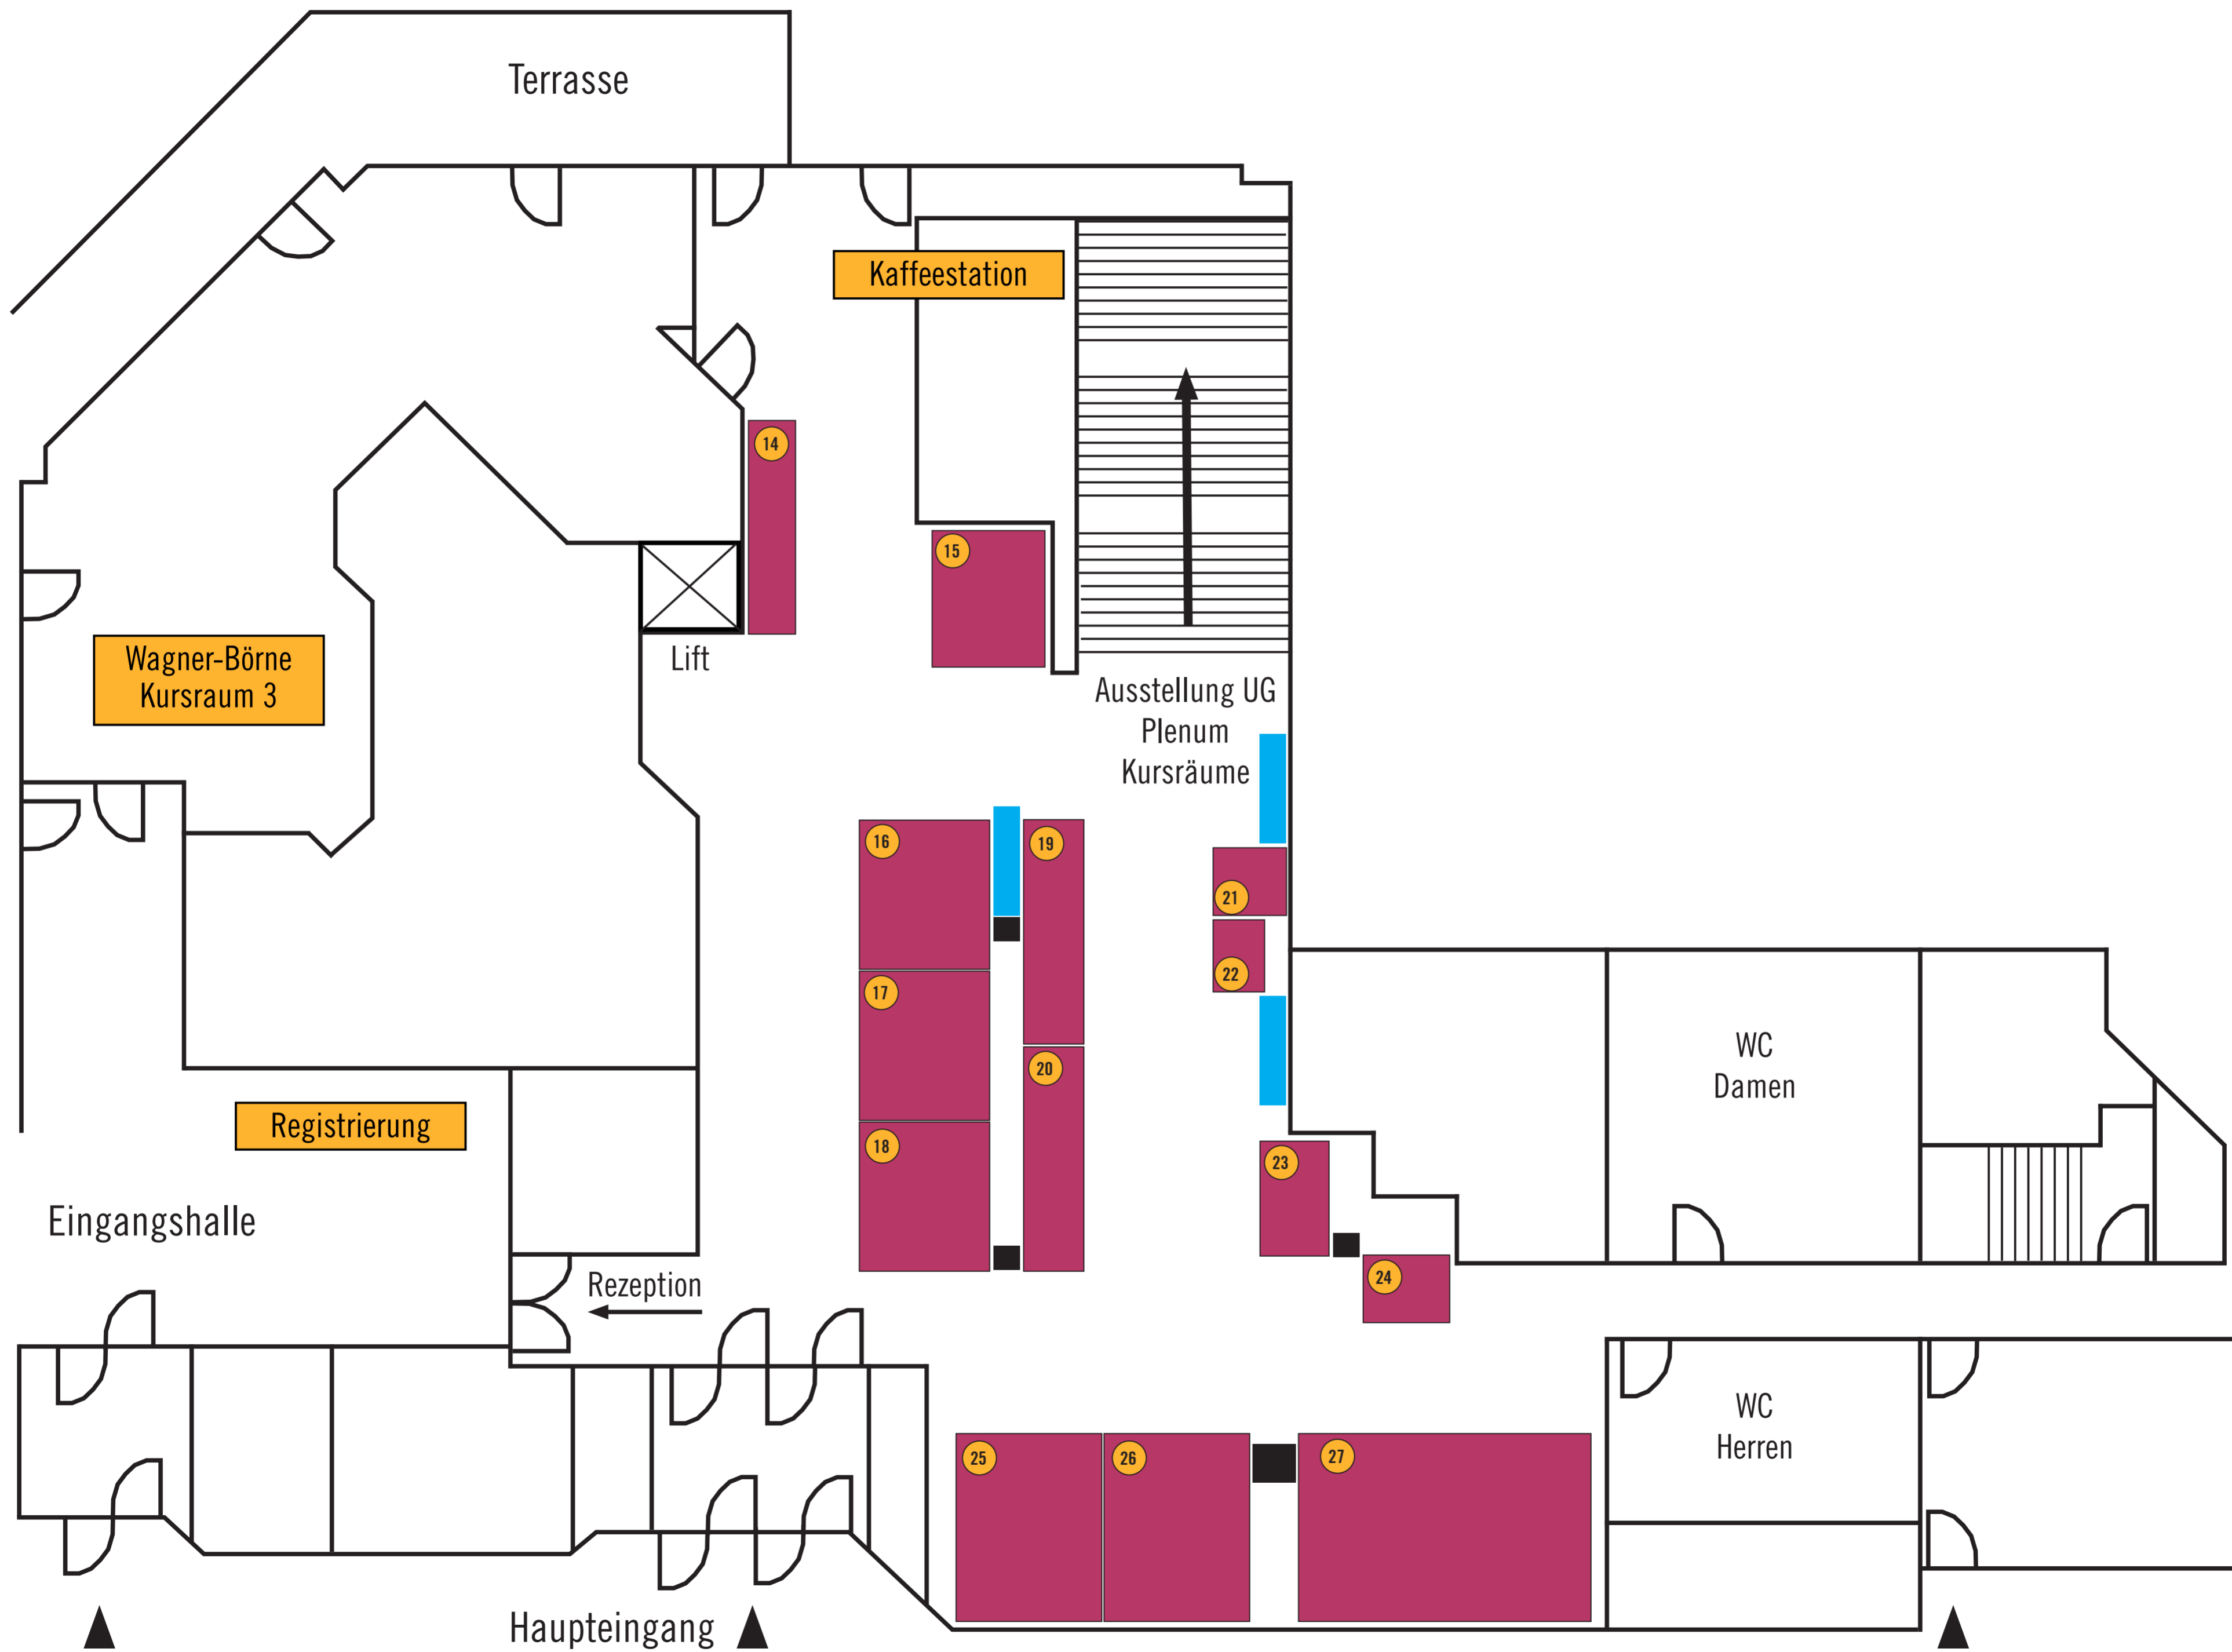 Terrasse
Kaffeestation
14
15
Wagner-Börne
Kursraum 3
Lift
Ausstellung UG
Plenum
Kursräume
16
19
21
22
17
20
18
23
24
WC
Damen
Registrierung
Eingangshalle
Rezeption
WC
Herren
25
26
27
Haupteingang